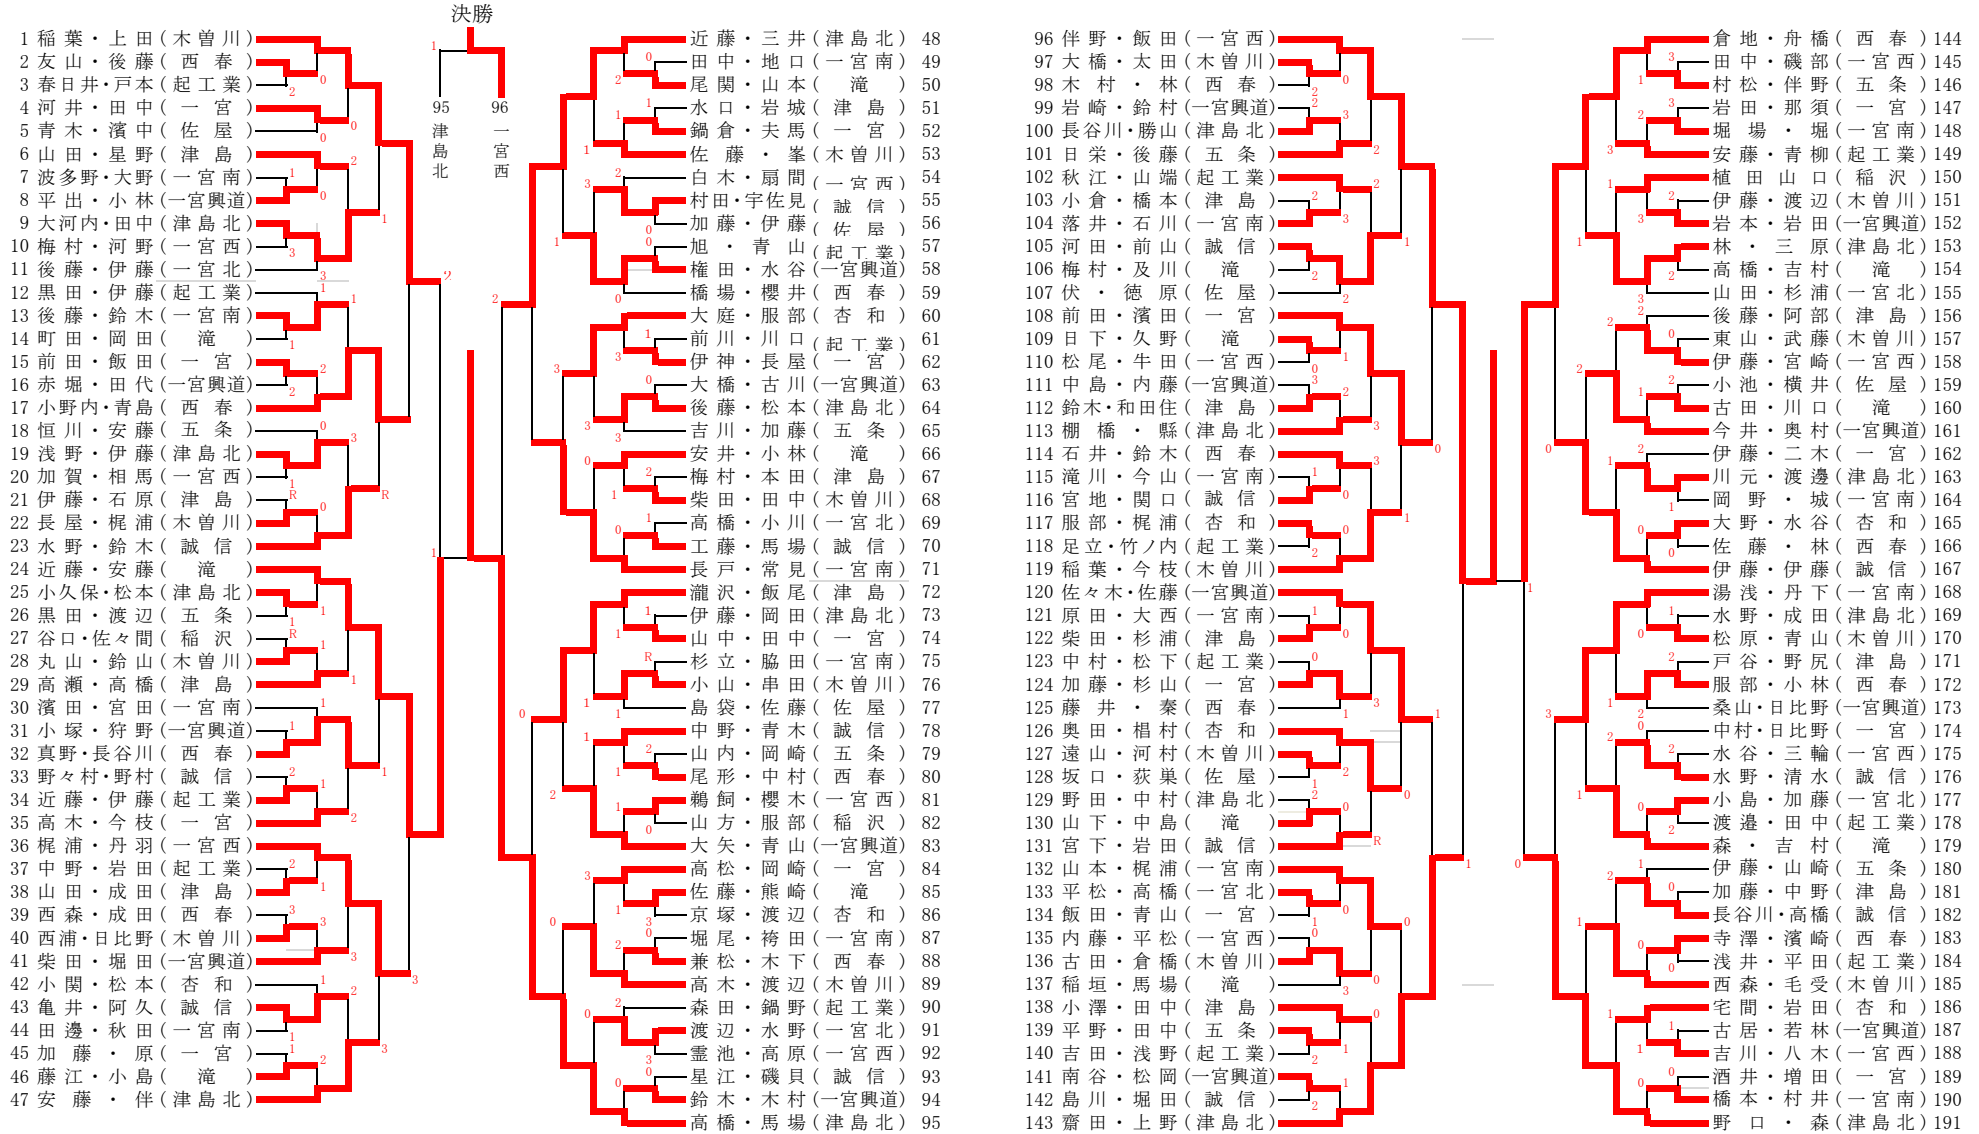 決勝
1
95 96
津島北
一宮西
1 稲葉・上田(木曽川)
2 友山・後藤(西春)
3 春日井・戸本(起工業)
4 河井・田中(一宮)
5 青木・濱中(佐屋)
6 山田・星野(津島)
7 波多野・大野(一宮南)
8 平出・小林(一宮興道)
9 大河内・田中(津島北)
10 梅村・河野(一宮西)
11 後藤・伊藤(一宮北)
12 黒田・伊藤(起工業)
13 後藤・鈴木(一宮南)
14 町田・岡田(滝)
15 前田・飯田(一宮)
16 赤堀・田代(一宮興道)
17 小野内・青島(西春)
18 恒川・安藤(五条)
19 浅野・伊藤(津島北)
20 加賀・相馬(一宮西)
21 伊藤・石原(津島)
22 長屋・梶浦(木曽川)
23 水野・鈴木(誠信)
24 近藤・安藤(滝)
25 小久保・松本(津島北)
26 黒田・渡辺(五条)
27 谷口・佐々間(稲沢)
28 丸山・鈴山(木曽川)
29 高瀬・高橋(津島)
30 濱田・宮田(一宮南)
31 小塚・狩野(一宮興道)
32 真野・長谷川(西春)
33 野々村・野村(誠信)
34 近藤・伊藤(起工業)
35 高木・今枝(一宮)
36 梶浦・丹羽(一宮西)
37 中野・岩田(起工業)
38 山田・成田(津島)
39 西森・成田(西春)
40 西浦・日比野(木曽川)
41 柴田・堀田(一宮興道)
42 小関・松本(杏和)
43 亀井・阿久(誠信)
44 田邊・秋田(一宮南)
45 加藤・原(一宮)
46 藤江・小島(滝)
47 安藤・伴(津島北)
近藤・三井(津島北) 48
田中・地口(一宮南) 49
尾関・山本(滝) 50
水口・岩城(津島) 51
鍋倉・夫馬(一宮) 52
佐藤・峯(木曽川) 53
白木・扇間(一宮西) 54
村田・宇佐見(誠信) 55
加藤・伊藤(佐屋) 56
旭・青山(起工業) 57
権田・水谷(一宮興道) 58
橋場・櫻井(西春) 59
大庭・服部(杏和) 60
前川・川口(起工業) 61
伊神・長屋(一宮) 62
大橋・古川(一宮興道) 63
後藤・松本(津島北) 64
吉川・加藤(五条) 65
安井・小林(滝) 66
梅村・本田(津島) 67
柴田・田中(木曽川) 68
高橋・小川(一宮北) 69
工藤・馬場(誠信) 70
長戸・常見(一宮南) 71
瀧沢・飯尾(津島) 72
伊藤・岡田(津島北) 73
山中・田中(一宮) 74
杉立・脇田(一宮南) 75
小山・串田(木曽川) 76
島袋・佐藤(佐屋) 77
中野・青木(誠信) 78
山内・岡崎(五条) 79
尾形・中村(西春) 80
鵜飼・櫻木(一宮西) 81
山方・服部(稲沢) 82
大矢・青山(一宮興道) 83
高松・岡崎(一宮) 84
佐藤・熊崎(滝) 85
京塚・渡辺(杏和) 86
堀尾・袴田(一宮南) 87
兼松・木下(西春) 88
高木・渡辺(木曽川) 89
森田・鍋野(起工業) 90
渡辺・水野(一宮北) 91
霊池・高原(一宮西) 92
星江・磯貝(誠信) 93
鈴木・木村(一宮興道) 94
高橋・馬場(津島北) 95
96 伴野・飯田(一宮西)
97 大橋・太田(木曽川)
98 木村・林(西春)
99 岩崎・鈴村(一宮興道)
100 長谷川・勝山(津島北)
101 日栄・後藤(五条)
102 秋江・山端(起工業)
103 小倉・橋本(津島)
104 落井・石川(一宮南)
105 河田・前山(誠信)
106 梅村・及川(滝)
107 伏・徳原(佐屋)
108 前田・濱田(一宮)
109 日下・久野(滝)
110 松尾・牛田(一宮西)
111 中島・内藤(一宮興道)
112 鈴木・和田住(津島)
113 棚橋・縣(津島北)
114 石井・鈴木(西春)
115 滝川・今山(一宮南)
116 宮地・関口(誠信)
117 服部・梶浦(杏和)
118 足立・竹ノ内(起工業)
119 稲葉・今枝(木曽川)
120 佐々木・佐藤(一宮興道)
121 原田・大西(一宮南)
122 柴田・杉浦(津島)
123 中村・松下(起工業)
124 加藤・杉山(一宮)
125 藤井・秦(西春)
126 奥田・椙村(杏和)
127 遠山・河村(木曽川)
128 坂口・荻巣(佐屋)
129 野田・中村(津島北)
130 山下・中島(滝)
131 宮下・岩田(誠信)
132 山本・梶浦(一宮南)
133 平松・高橋(一宮北)
134 飯田・青山(一宮)
135 内藤・平松(一宮西)
136 古田・倉橋(木曽川)
137 稲垣・馬場(滝)
138 小澤・田中(津島)
139 平野・田中(五条)
140 吉田・浅野(起工業)
141 南谷・松岡(一宮興道)
142 島川・堀田(誠信)
143 齋田・上野(津島北)
倉地・舟橋(西春)144
田中・磯部(一宮西)145
村松・伴野(五条)146
岩田・那須(一宮)147
堀場・堀(一宮南)148
安藤・青柳(起工業)149
植田山口(稲沢)150
伊藤・渡辺(木曽川)151
岩本・岩田(一宮興道)152
林・三原(津島北)153
高橋・吉村(滝)154
山田・杉浦(一宮北)155
後藤・阿部(津島)156
東山・武藤(木曽川)157
伊藤・宮崎(一宮西)158
小池・横井(佐屋)159
古田・川口(滝)160
今井・奥村(一宮興道)161
伊藤・二木(一宮)162
川元・渡邊(津島北)163
岡野・城(一宮南)164
大野・水谷(杏和)165
佐藤・林(西春)166
伊藤・伊藤(誠信)167
湯浅・丹下(一宮南)168
水野・成田(津島北)169
松原・青山(木曽川)170
戸谷・野尻(津島)171
服部・小林(西春)172
桑山・日比野(一宮興道)173
中村・日比野(一宮)174
水谷・三輪(一宮西)175
水野・清水(誠信)176
小島・加藤(一宮北)177
渡邉・田中(起工業)178
森・吉村(滝)179
伊藤・山崎(五条)180
加藤・中野(津島)181
長谷川・高橋(誠信)182
寺澤・濱崎(西春)183
浅井・平田(起工業)184
西森・毛受(木曽川)185
宅間・岩田(杏和)186
古居・若林(一宮興道)187
吉川・八木(一宮西)188
酒井・増田(一宮)189
橋本・村井(一宮南)190
野口・森(津島北)191